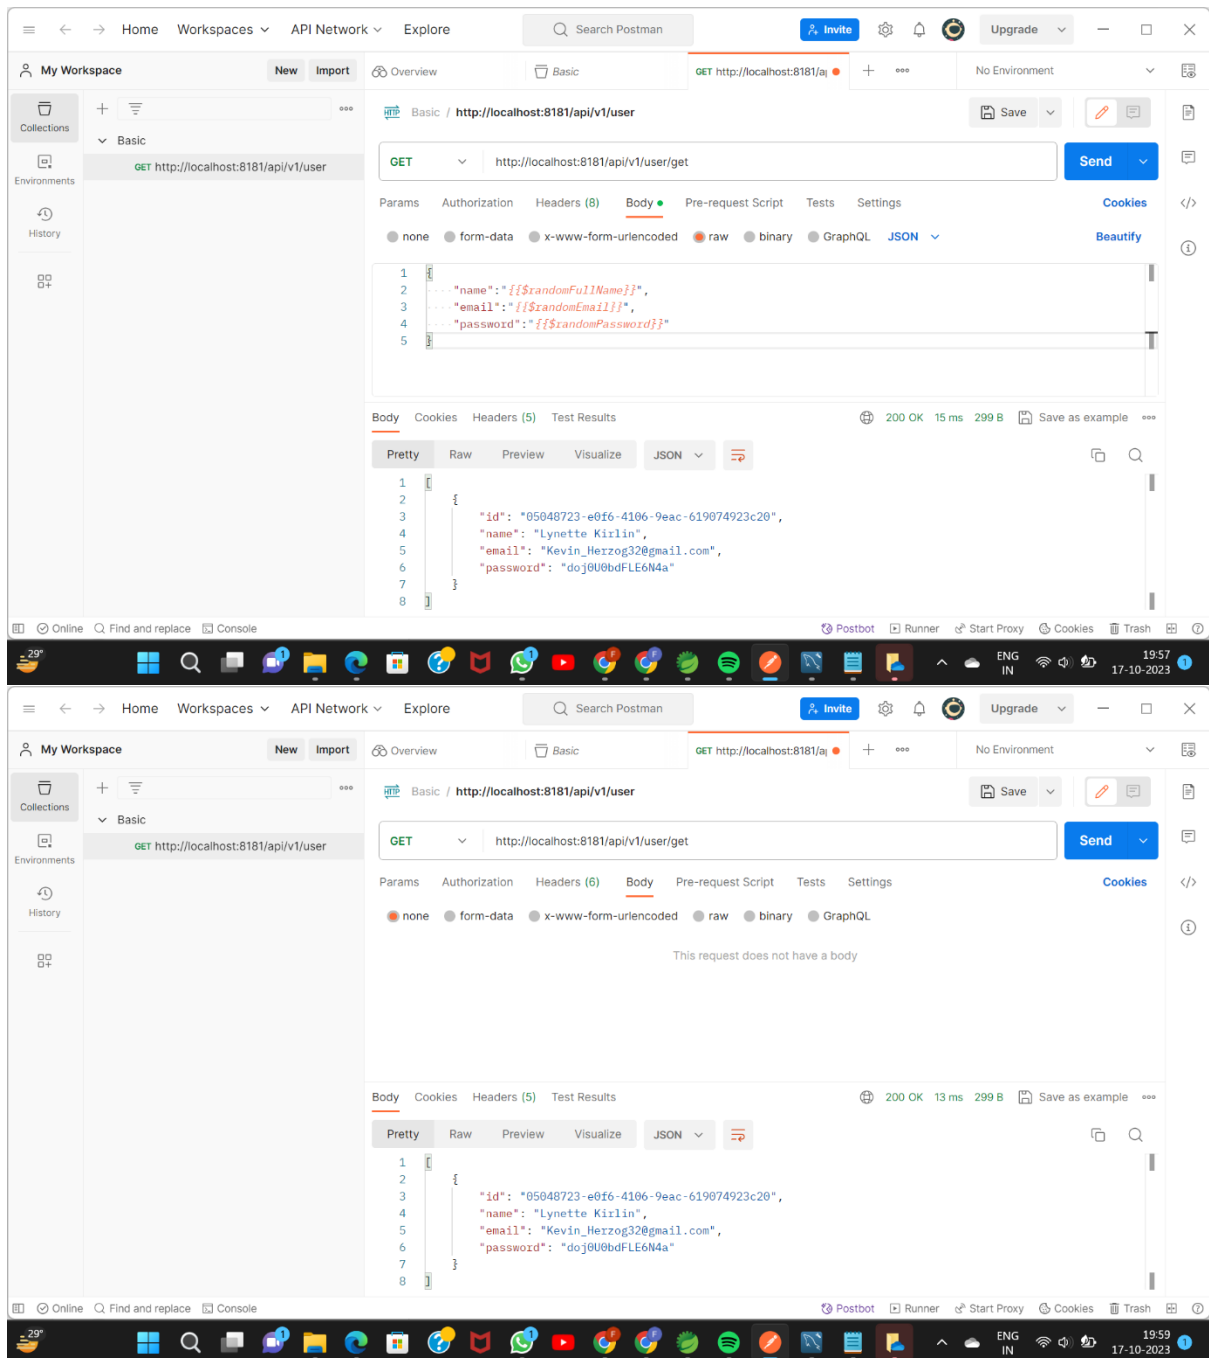 Home Workspaces API Network Explore Search Postman Invite Upgrade
My Workspace New Import Overview Basic GET http://localhost:8181/a No Environment
Collections
Basic / http://localhost:8181/api/v1/user Save
Basic
GET http://localhost:8181/api/v1/user
GET http://localhost:8181/api/v1/user/get Send
Environments
Params Authorization Headers (8) Body Pre-request Script Tests Settings Cookies
History
none form-data x-www-form-urlencoded raw binary GraphQL JSON Beautify
1 {
2 "name":"{{$randomFullName}}",
3 "email":"{{$randomEmail}}",
4 "password":"{{$randomPassword}}"
5 }
Body Cookies Headers (5) Test Results 200 OK 15 ms 299 B Save as example
Pretty Raw Preview Visualize JSON
1 [
2 {
3 "id": "05048723-e0f6-4106-9eac-619074923c20",
4 "name": "Lynette Kirlin",
5 "email": "Kevin_Herzog32@gmail.com",
6 "password": "doj0U0bdFLE6N4a"
7 }
8 ]
Online Find and replace Console Postbot Runner Start Proxy Cookies Trash
29° 1 1 F F ENG 19:57 1
IN 17-10-2023
Home Workspaces API Network Explore Search Postman Invite Upgrade
My Workspace New Import Overview Basic GET http://localhost:8181/a No Environment
Collections
Basic / http://localhost:8181/api/v1/user Save
Basic
GET http://localhost:8181/api/v1/user
GET http://localhost:8181/api/v1/user/get Send
Environments
Params Authorization Headers (6) Body Pre-request Script Tests Settings Cookies
History
none form-data x-www-form-urlencoded raw binary GraphQL
This request does not have a body
Body Cookies Headers (5) Test Results 200 OK 13 ms 299 B Save as example
Pretty Raw Preview Visualize JSON
1 [
2 {
3 "id": "05048723-e0f6-4106-9eac-619074923c20",
4 "name": "Lynette Kirlin",
5 "email": "Kevin_Herzog32@gmail.com",
6 "password": "doj0U0bdFLE6N4a"
7 }
8 ]
Online Find and replace Console Postbot Runner Start Proxy Cookies Trash
29° 1 1 F F ENG 19:59 1
IN 17-10-2023